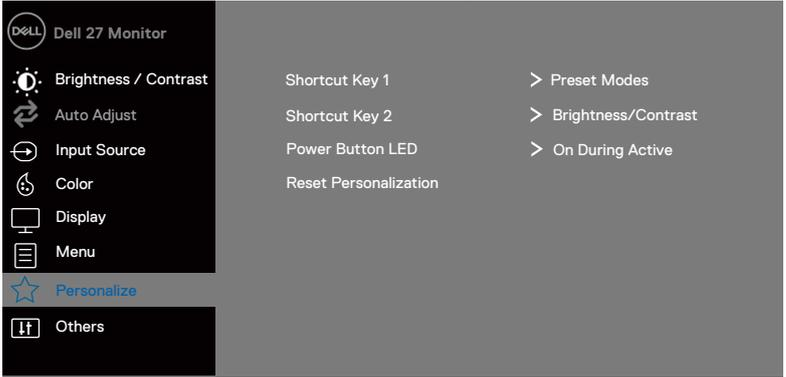 DELL Dell 27 Monitor
Brightness / Contrast
Auto Adjust
Input Source
Color
Display
Menu
Personalize
Others
Shortcut Key 1 > Preset Modes
Shortcut Key 2 > Brightness/Contrast
Power Button LED > On During Active
Reset Personalization